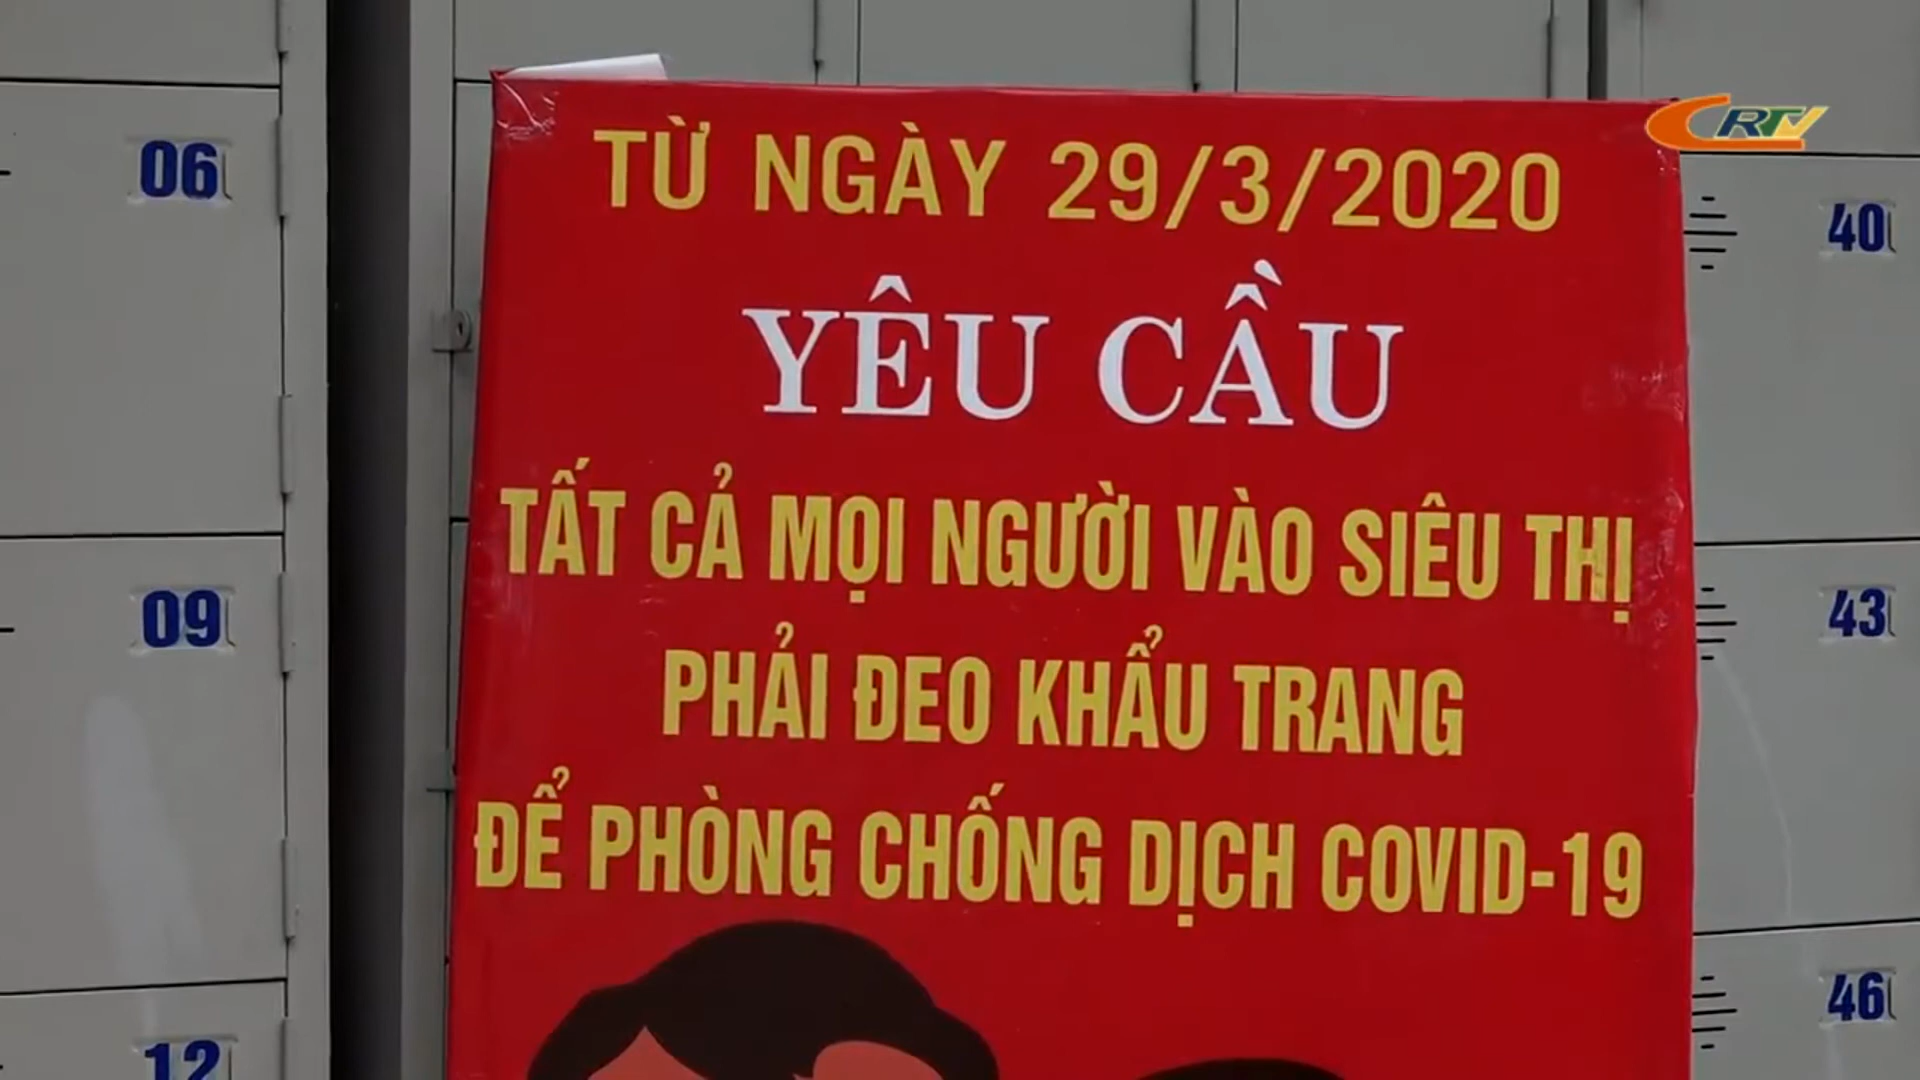 CRTV
TỪ NGÀY 29/3/2020
YÊU CẦU
TẤT CẢ MỌI NGƯỜI VÀO SIÊU THỊ
PHẢI ĐEO KHẨU TRANG
ĐỂ PHÒNG CHỐNG DỊCH COVID-19
06
09
12
40
43
46